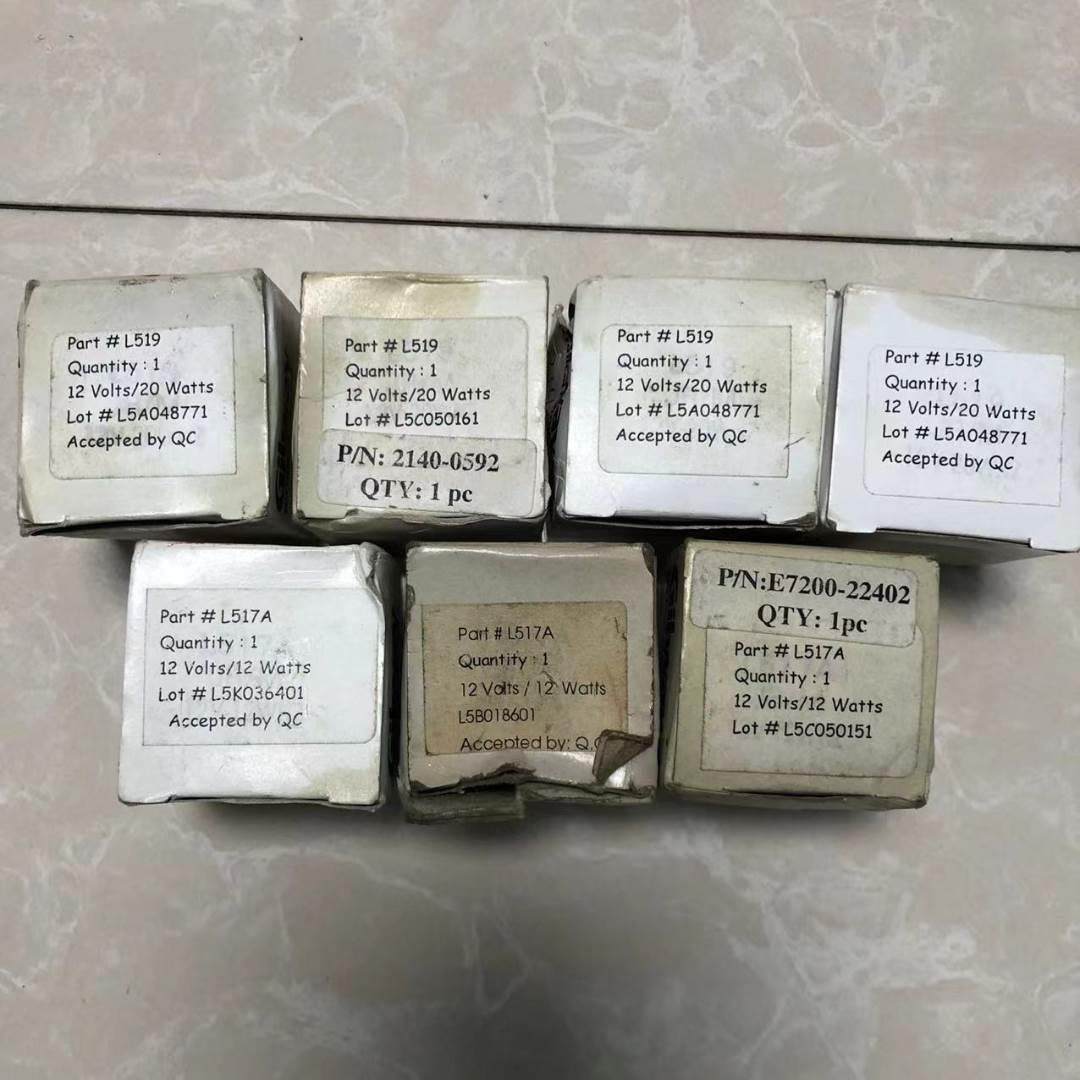 Part # L519
Quantity : 1
12 Volts/20 Watts
Lot # L5A048771
Accepted by QC
Part # L519
Quantity : 1
12 Volts/20 Watts
Lot # L5C050161
P/N: 2140-0592
QTY: 1 pc
Part # L519
Quantity : 1
12 Volts/20 Watts
Lot # L5A048771
Accepted by QC
Part # L519
Quantity : 1
12 Volts/20 Watts
Lot # L5A048771
Accepted by QC
Part # L517A
Quantity : 1
12 Volts/12 Watts
Lot # L5K036401
Accepted by QC
Part # L517A
Quantity : 1
12 Volts / 12 Watts
L5B018601
Accepted by: Q.C
P/N:E7200-22402
QTY: 1pc
Part # L517A
Quantity : 1
12 Volts/12 Watts
Lot # L5C050151